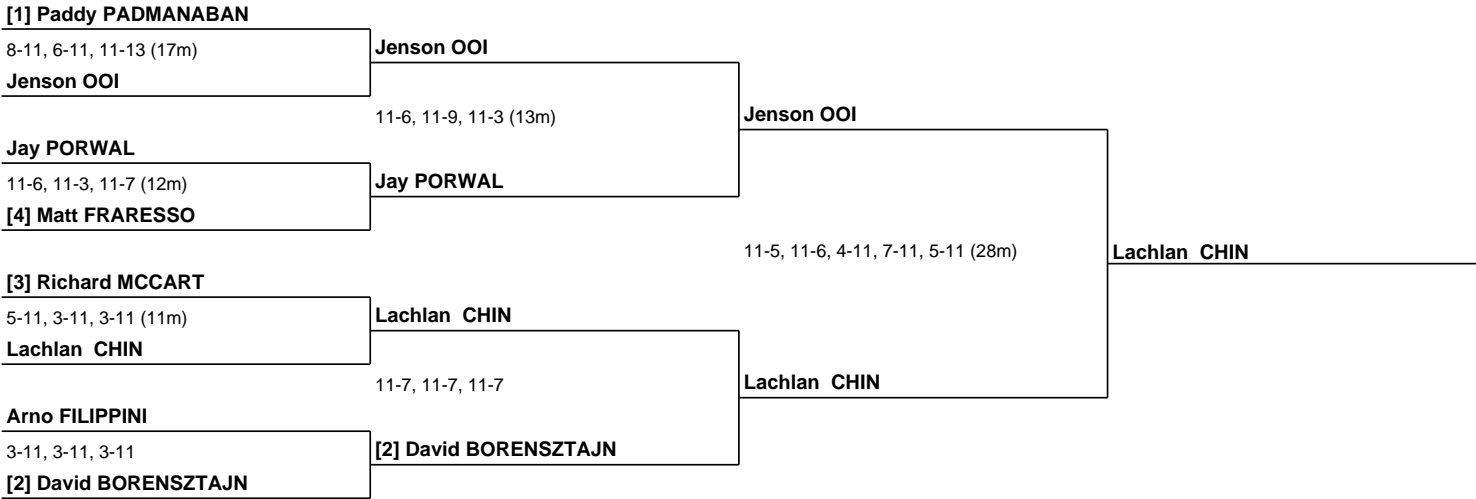 [1] Paddy PADMANABAN
8-11, 6-11, 11-13 (17m)
Jenson OOI
Jenson OOI
11-6, 11-9, 11-3 (13m)
Jenson OOI
Jay PORWAL
11-6, 11-3, 11-7 (12m)
Jay PORWAL
[4] Matt FRARESSO
11-5, 11-6, 4-11, 7-11, 5-11 (28m)
Lachlan CHIN
[3] Richard MCCART
5-11, 3-11, 3-11 (11m)
Lachlan CHIN
Lachlan CHIN
11-7, 11-7, 11-7
Lachlan CHIN
Arno FILIPPINI
3-11, 3-11, 3-11
[2] David BORENSZTAJN
[2] David BORENSZTAJN